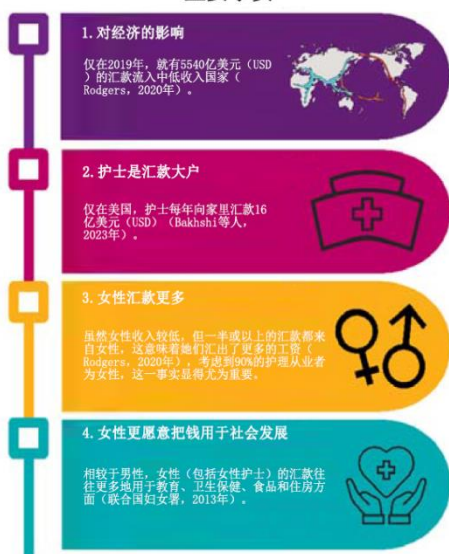 1. 对经济的影响
仅在2019年，就有5540亿美元（USD
）的汇款流入中低收入国家（
Rodgers，2020年）。
2. 护士是汇款大户
仅在美国，护士每年向家里汇款16
亿美元（USD）（Bakhshi等人，
2023年）。
3. 女性汇款更多
虽然女性收入较低，但一半或以上的汇款都来
自女性，这意味着她们汇出了更多的工资（
Rodgers，2020年），考虑到90%的护理从业者
为女性，这一事实显得尤为重要。
4. 女性更愿意把钱用于社会发展
相较于男性，女性（包括女性护士）的汇款往
往更多地用于教育、卫生保健、食品和住房方
面（联合国妇女署，2013年）。